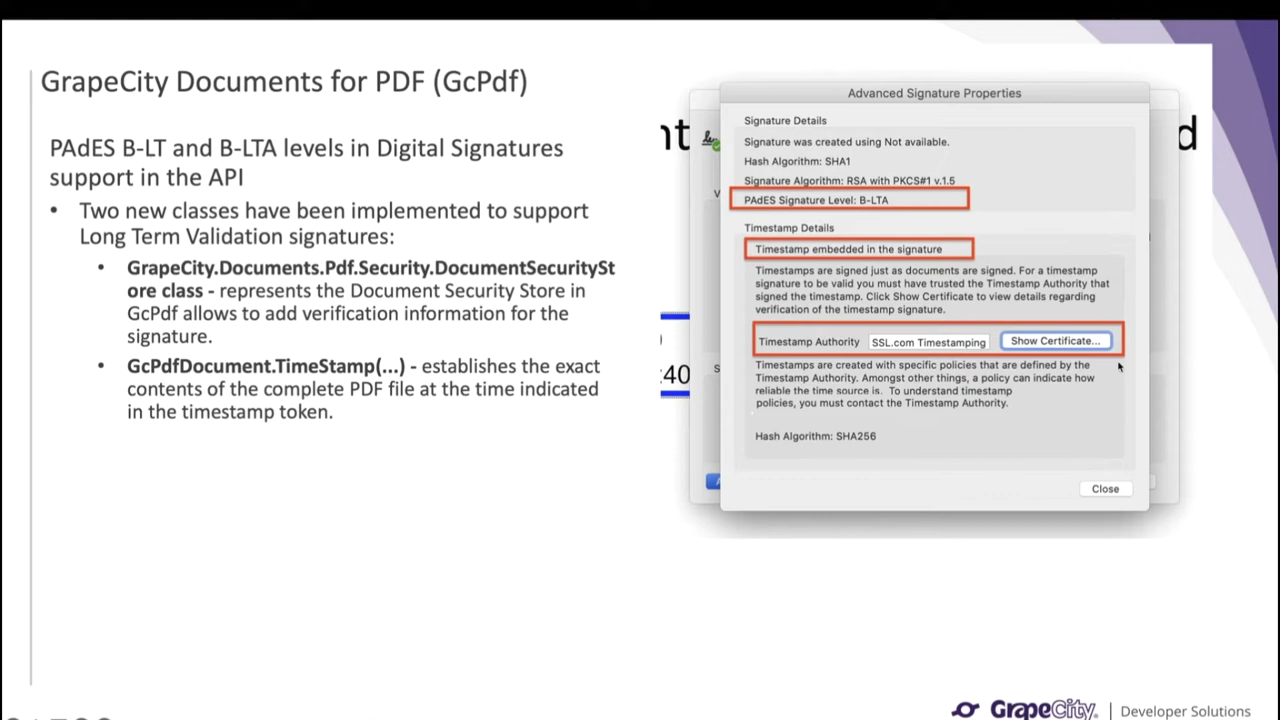 GrapeCity Documents for PDF (GcPdf)
PAdES B-LT and B-LTA levels in Digital Signatures
support in the API
• Two new classes have been implemented to support
Long Term Validation signatures:
• GrapeCity.Documents.Pdf.Security.DocumentSecuritySt
ore class - represents the Document Security Store in
GcPdf allows to add verification information for the
signature.
• GcPdfDocument.TimeStamp(...) - establishes the exact
contents of the complete PDF file at the time indicated
in the timestamp token.
Advanced Signature Properties
Signature Details
Signature was created using Not available.
Hash Algorithm: SHA1
Signature Algorithm: RSA with PKCS#1 v.1.5
PAdES Signature Level: B-LTA
Timestamp Details
Timestamp embedded in the signature
Timestamps are signed just as documents are signed. For a timestamp
signature to be valid you must have trusted the Timestamp Authority that
signed the timestamp. Click Show Certificate to view details regarding
verification of the timestamp signature.
Timestamp Authority SSL.com Timestamping Show Certificate...
Timestamps are created with specific policies that are defined by the
Timestamp Authority. Amongst other things, a policy can indicate how
reliable the time source is. To understand timestamp
policies, you must contact the Timestamp Authority.
Hash Algorithm: SHA256
Close
:40
GrapeCity. | Developer Solutions